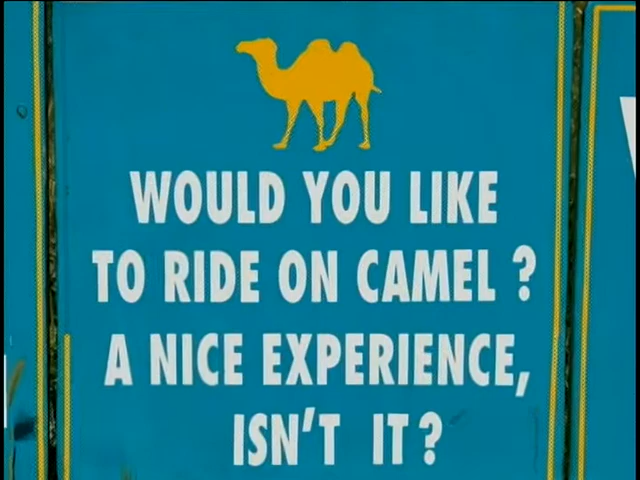 WOULD YOU LIKE
TO RIDE ON CAMEL ?
A NICE EXPERIENCE,
ISN'T IT ?